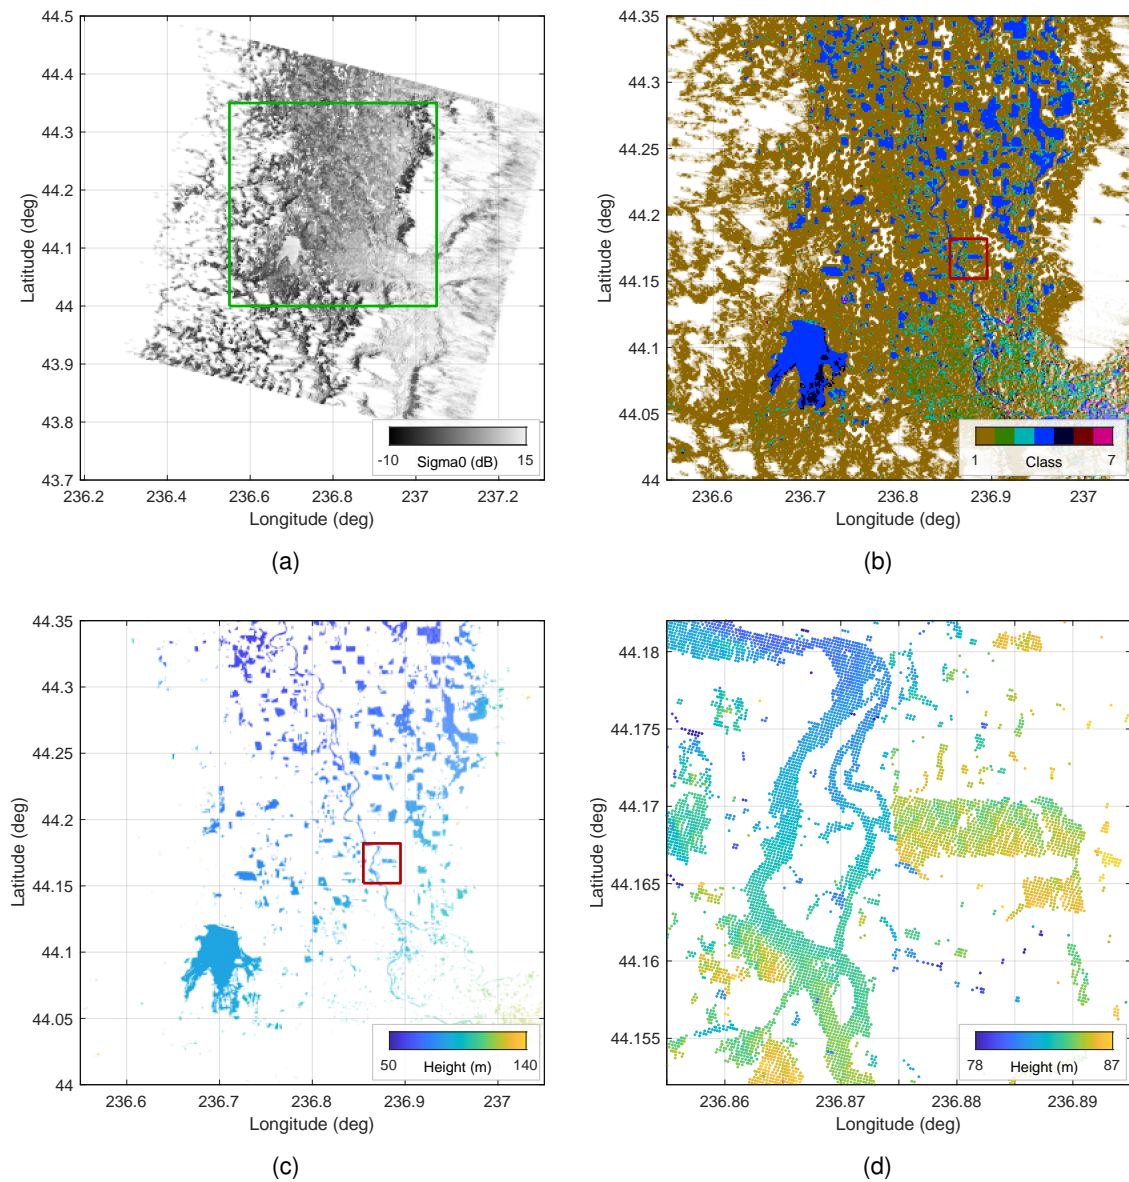 44.5
44.4
44.3
44.2
44.1
44
43.9
43.8
43.7
Latitude (deg)
236.2 236.4 236.6 236.8 237 237.2
Longitude (deg)
-10 Sigma0 (dB) 15
(a)
44.35
44.3
44.25
44.2
44.15
44.1
44.05
44
Latitude (deg)
236.6 236.7 236.8 236.9 237
Longitude (deg)
1 Class 7
(b)
44.35
44.3
44.25
44.2
44.15
44.1
44.05
44
Latitude (deg)
236.6 236.7 236.8 236.9 237
Longitude (deg)
50 Height (m) 140
(c)
44.18
44.175
44.17
44.165
44.16
44.155
Latitude (deg)
236.86 236.87 236.88 236.89
Longitude (deg)
78 Height (m) 87
(d)